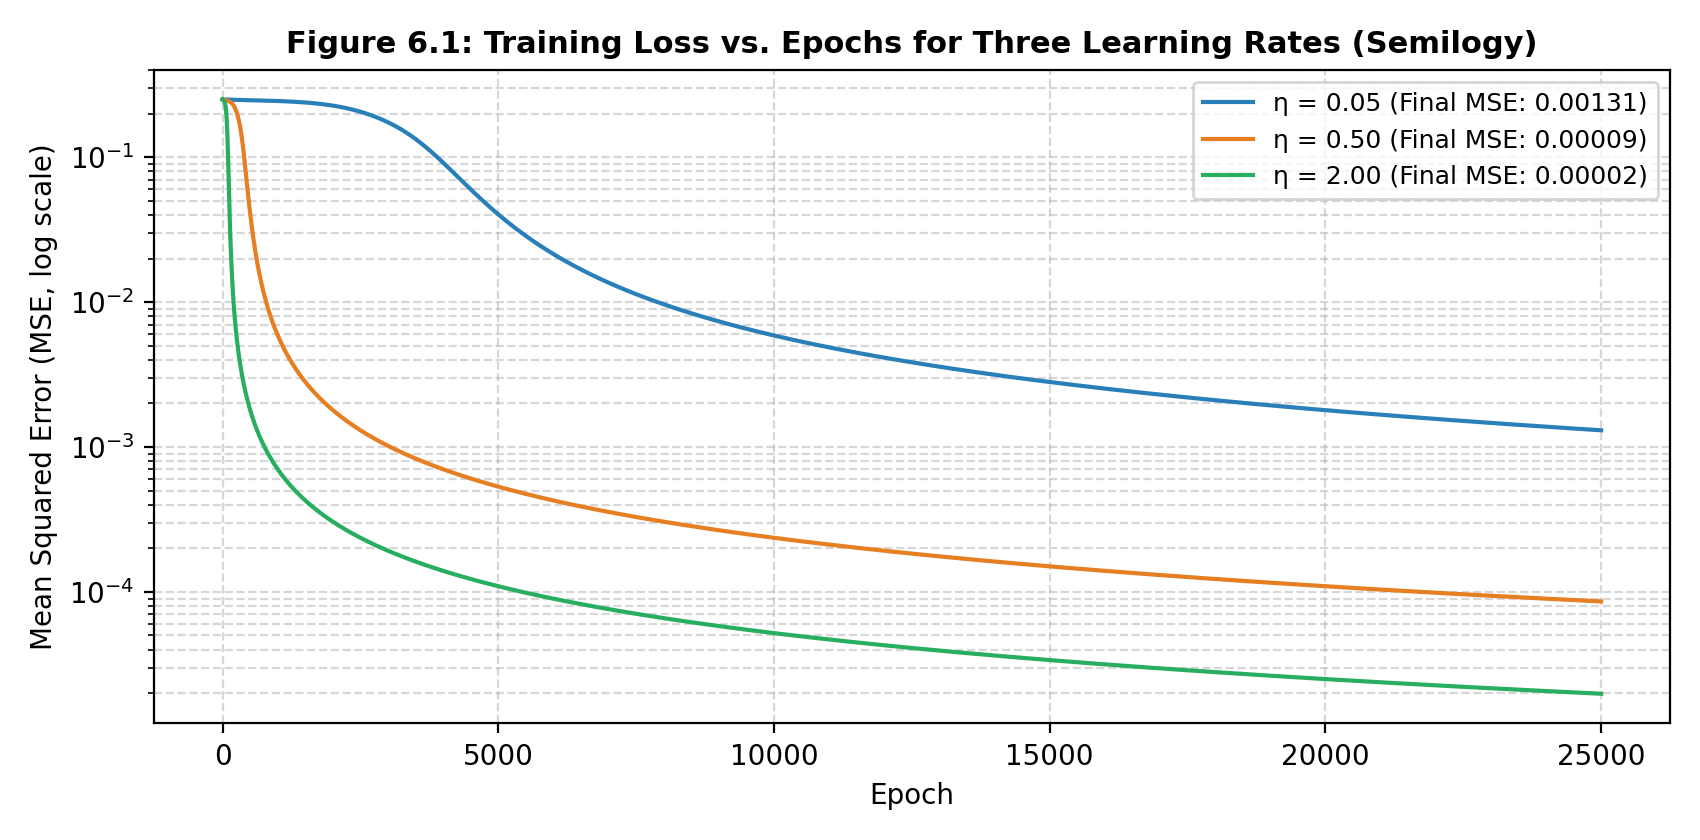 Figure 6.1: Training Loss vs. Epochs for Three Learning Rates (Semilogy)
η = 0.05 (Final MSE: 0.00131)
η = 0.50 (Final MSE: 0.00009)
η = 2.00 (Final MSE: 0.00002)
Mean Squared Error (MSE, log scale)
10⁻¹
10⁻²
10⁻³
10⁻⁴
0 5000 10000 15000 20000 25000
Epoch